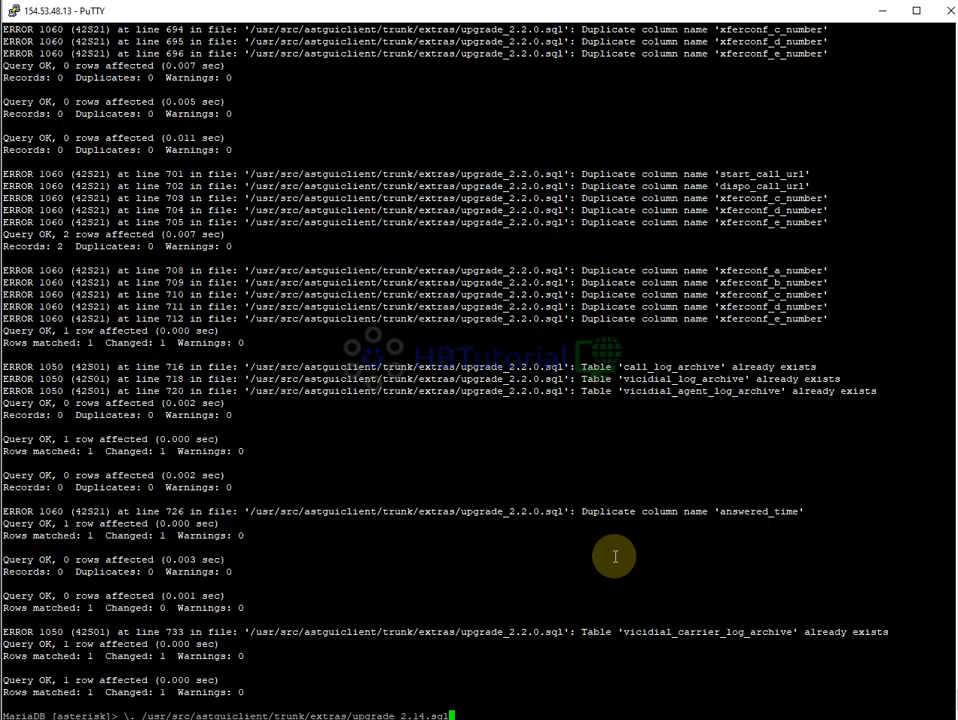 154.53.48.13 - PuTTY
ERROR 1060 (42S21) at line 694 in file: '/usr/src/astguiclient/trunk/extras/upgrade_2.2.0.sql': Duplicate column name 'xferconf_c_number'
ERROR 1060 (42S21) at line 695 in file: '/usr/src/astguiclient/trunk/extras/upgrade_2.2.0.sql': Duplicate column name 'xferconf_d_number'
ERROR 1060 (42S21) at line 696 in file: '/usr/src/astguiclient/trunk/extras/upgrade_2.2.0.sql': Duplicate column name 'xferconf_e_number'
Query OK, 0 rows affected (0.007 sec)
Records: 0  Duplicates: 0  Warnings: 0
Query OK, 0 rows affected (0.005 sec)
Records: 0  Duplicates: 0  Warnings: 0
Query OK, 0 rows affected (0.011 sec)
Records: 0  Duplicates: 0  Warnings: 0
ERROR 1060 (42S21) at line 701 in file: '/usr/src/astguiclient/trunk/extras/upgrade_2.2.0.sql': Duplicate column name 'start_call_url'
ERROR 1060 (42S21) at line 702 in file: '/usr/src/astguiclient/trunk/extras/upgrade_2.2.0.sql': Duplicate column name 'dispo_call_url'
ERROR 1060 (42S21) at line 703 in file: '/usr/src/astguiclient/trunk/extras/upgrade_2.2.0.sql': Duplicate column name 'xferconf_c_number'
ERROR 1060 (42S21) at line 704 in file: '/usr/src/astguiclient/trunk/extras/upgrade_2.2.0.sql': Duplicate column name 'xferconf_d_number'
ERROR 1060 (42S21) at line 705 in file: '/usr/src/astguiclient/trunk/extras/upgrade_2.2.0.sql': Duplicate column name 'xferconf_e_number'
Query OK, 2 rows affected (0.007 sec)
Records: 2  Duplicates: 0  Warnings: 0
ERROR 1060 (42S21) at line 708 in file: '/usr/src/astguiclient/trunk/extras/upgrade_2.2.0.sql': Duplicate column name 'xferconf_a_number'
ERROR 1060 (42S21) at line 709 in file: '/usr/src/astguiclient/trunk/extras/upgrade_2.2.0.sql': Duplicate column name 'xferconf_b_number'
ERROR 1060 (42S21) at line 710 in file: '/usr/src/astguiclient/trunk/extras/upgrade_2.2.0.sql': Duplicate column name 'xferconf_c_number'
ERROR 1060 (42S21) at line 711 in file: '/usr/src/astguiclient/trunk/extras/upgrade_2.2.0.sql': Duplicate column name 'xferconf_d_number'
ERROR 1060 (42S21) at line 712 in file: '/usr/src/astguiclient/trunk/extras/upgrade_2.2.0.sql': Duplicate column name 'xferconf_e_number'
Query OK, 1 row affected (0.000 sec)
Rows matched: 1  Changed: 1  Warnings: 0
HBTutorial
ERROR 1050 (42S01) at line 716 in file: '/usr/src/astguiclient/trunk/extras/upgrade_2.2.0.sql': Table 'call_log_archive' already exists
ERROR 1050 (42S01) at line 718 in file: '/usr/src/astguiclient/trunk/extras/upgrade_2.2.0.sql': Table 'vicidial_log_archive' already exists
ERROR 1050 (42S01) at line 720 in file: '/usr/src/astguiclient/trunk/extras/upgrade_2.2.0.sql': Table 'vicidial_agent_log_archive' already exists
Query OK, 0 rows affected (0.002 sec)
Records: 0  Duplicates: 0  Warnings: 0
Query OK, 1 row affected (0.000 sec)
Rows matched: 1  Changed: 1  Warnings: 0
Query OK, 0 rows affected (0.002 sec)
Records: 0  Duplicates: 0  Warnings: 0
ERROR 1060 (42S21) at line 726 in file: '/usr/src/astguiclient/trunk/extras/upgrade_2.2.0.sql': Duplicate column name 'answered_time'
Query OK, 1 row affected (0.000 sec)
Rows matched: 1  Changed: 1  Warnings: 0
Query OK, 0 rows affected (0.003 sec)
Records: 0  Duplicates: 0  Warnings: 0
Query OK, 0 rows affected (0.001 sec)
Rows matched: 1  Changed: 0  Warnings: 0
ERROR 1050 (42S01) at line 733 in file: '/usr/src/astguiclient/trunk/extras/upgrade_2.2.0.sql': Table 'vicidial_carrier_log_archive' already exists
Query OK, 1 row affected (0.000 sec)
Rows matched: 1  Changed: 1  Warnings: 0
Query OK, 1 row affected (0.000 sec)
Rows matched: 1  Changed: 1  Warnings: 0
MariaDB [asterisk]> \. /usr/src/astguiclient/trunk/extras/upgrade_2.14.sql